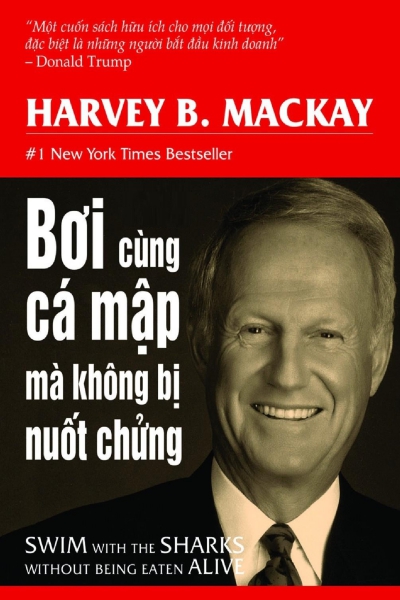 “Một cuốn sách hữu ích cho mọi đối tượng,
đặc biệt là những người bắt đầu kinh doanh”
– Donald Trump
HARVEY B. MACKAY
#1 New York Times Bestseller
Bơi cùng
cá mập
mà không bị
nuốt chửng
SWIM WITH THE SHARKS
WITHOUT BEING EATEN ALIVE